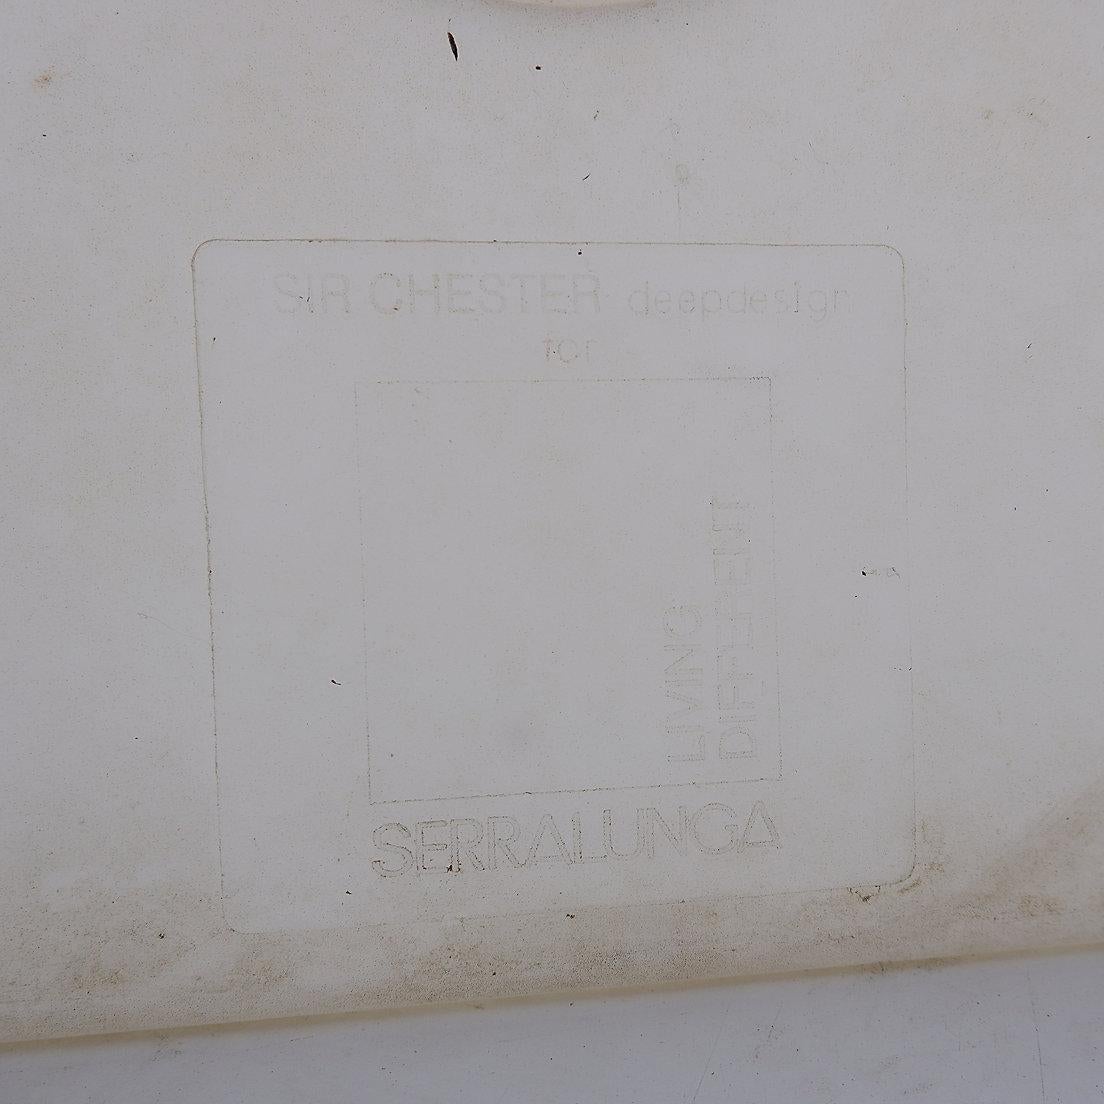 SIR CHESTER deepdesign
for
LIVING
DIFFERENT
SERRALUNGA